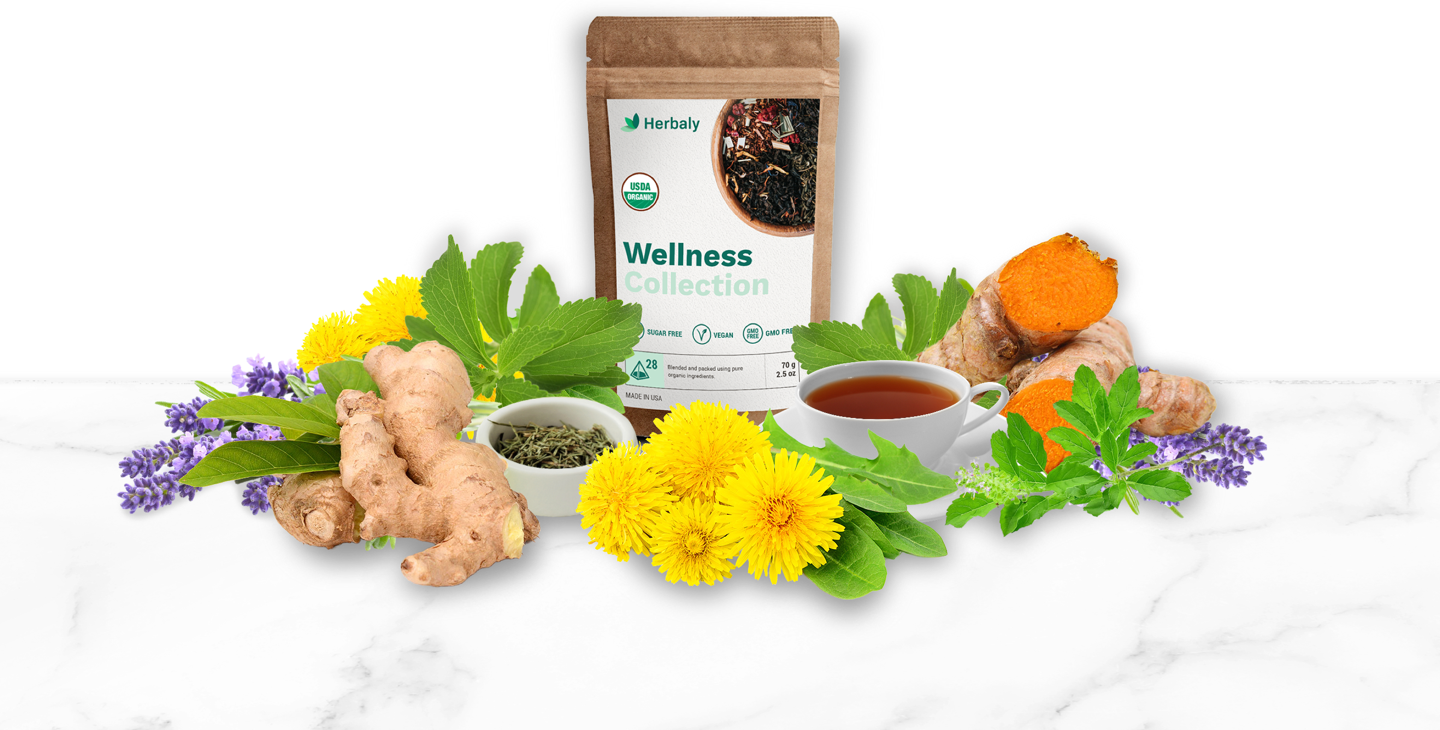 Herbaly
USDA
ORGANIC
Wellness
Collection
SUGAR FREE
VEGAN
GMO
FREE
GMO FRE
28
Blended and packed using pure
organic ingredients.
70 g
2.5 oz
MADE IN USA